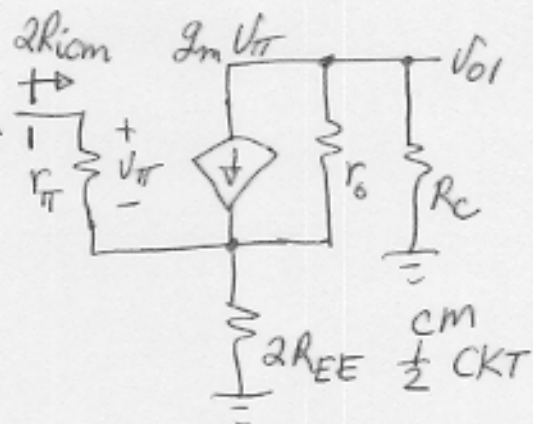 2Ricm
gm Vπ
Vo1
rπ
+
Vπ
-
ro
RC
2REE
cm
1/2 CKT